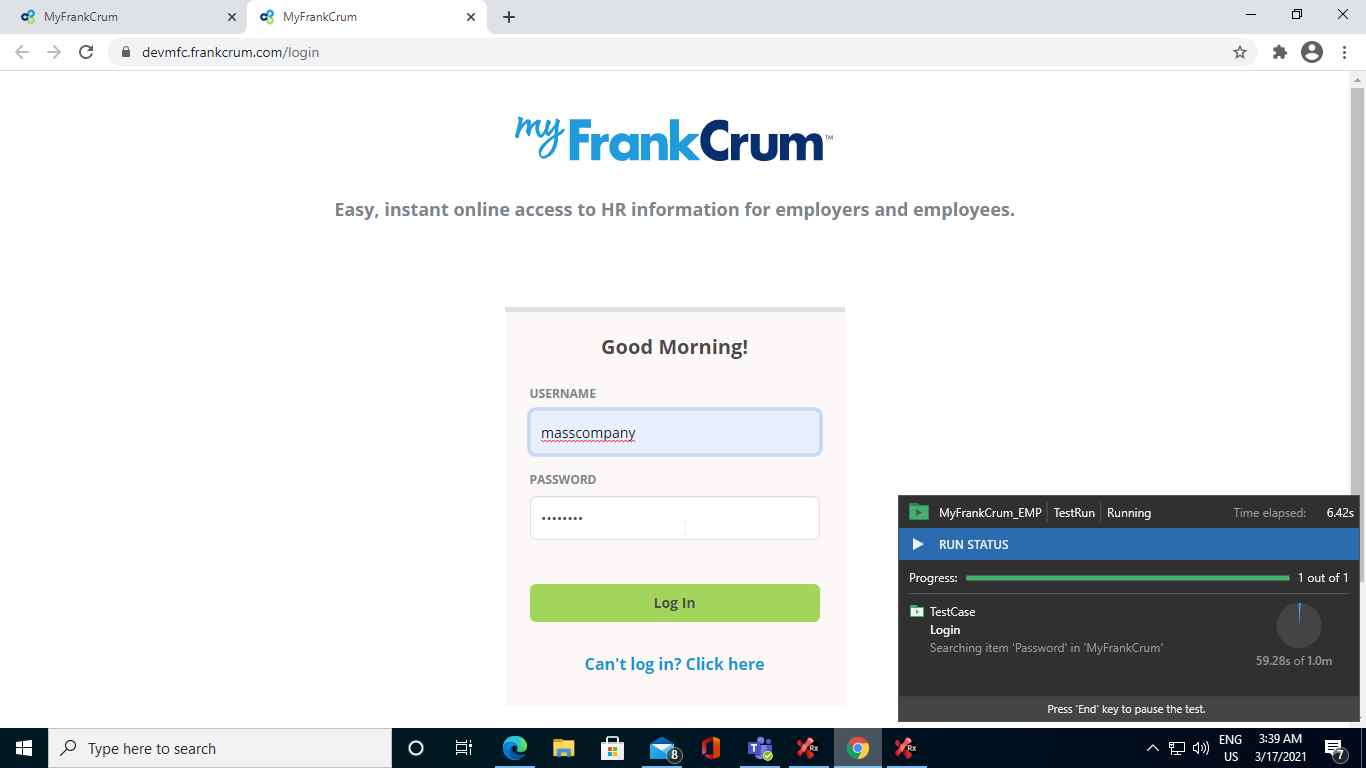 MyFrankCrum
MyFrankCrum
devmfc.frankcrum.com/login
my FrankCrum™
Easy, instant online access to HR information for employers and employees.
Good Morning!
USERNAME
masscompany
PASSWORD
••••••••
Log In
Can't log in? Click here
MyFrankCrum_EMP TestRun Running Time elapsed: 6.42s
RUN STATUS
Progress: 1 out of 1
TestCase
Login
Searching item 'Password' in 'MyFrankCrum'
59.28s of 1.0m
Press 'End' key to pause the test.
Type here to search
8
Rx
Rx
ENG
US
3:39 AM
3/17/2021
7